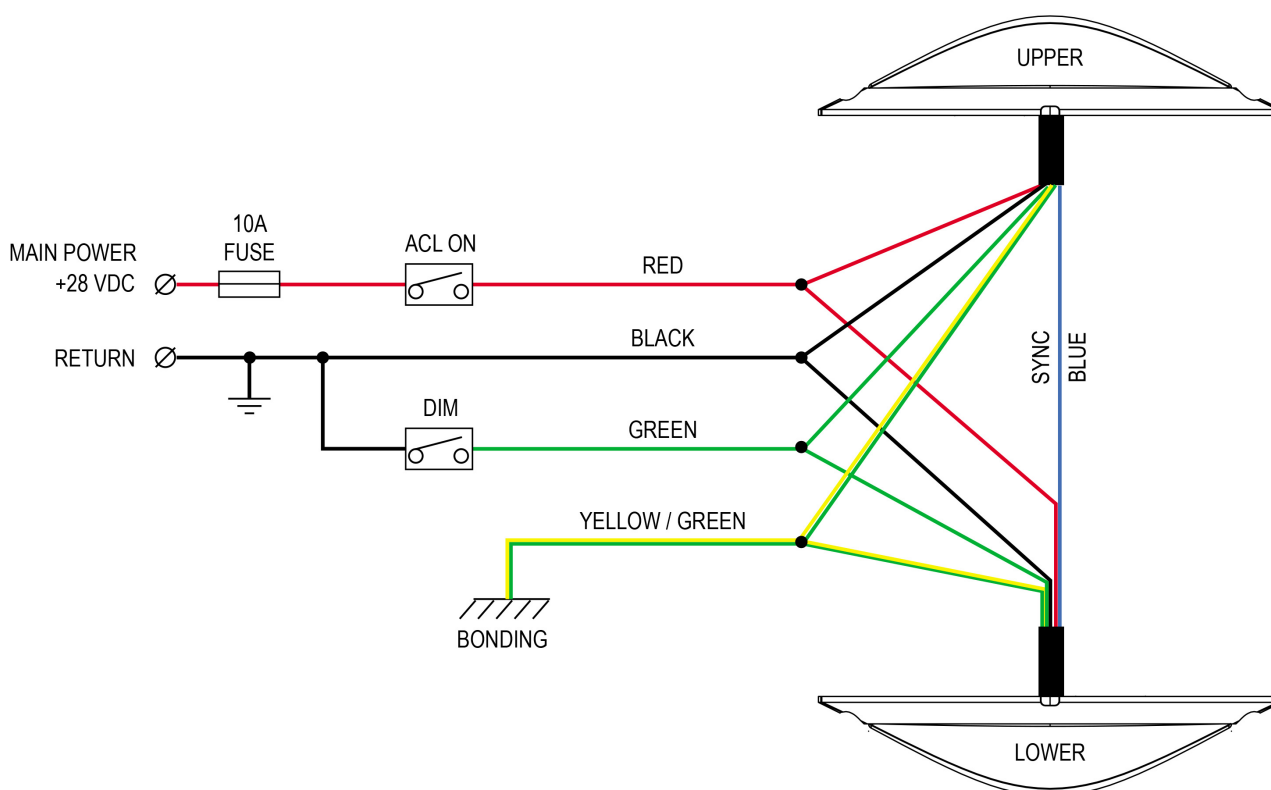 UPPER
10A
FUSE
MAIN POWER
+28 VDC
ACL ON
RED
RETURN
BLACK
SYNC
BLUE
DIM
GREEN
YELLOW / GREEN
BONDING
LOWER